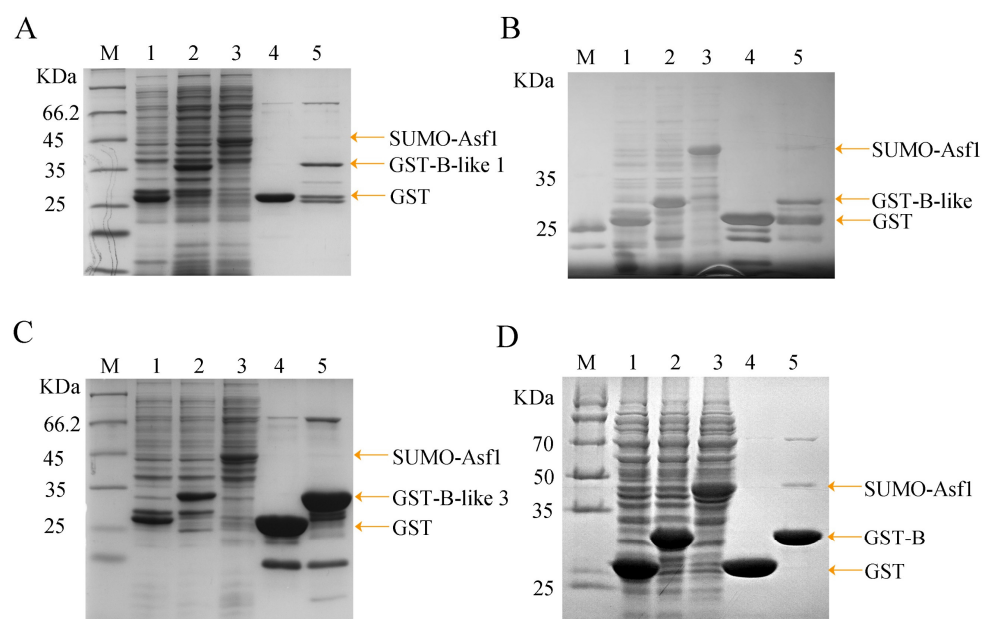 A
M 1 2 3 4 5
KDa
66.2
45
35
25
SUMO-Asf1
GST-B-like 1
GST
B
M 1 2 3 4 5
35
25
KDa
SUMO-Asf1
GST-B-like
GST
C
M 1 2 3 4 5
KDa
66.2
45
35
25
SUMO-Asf1
GST-B-like 3
GST
D
M 1 2 3 4 5
KDa
70
50
35
25
SUMO-Asf1
GST-B
GST